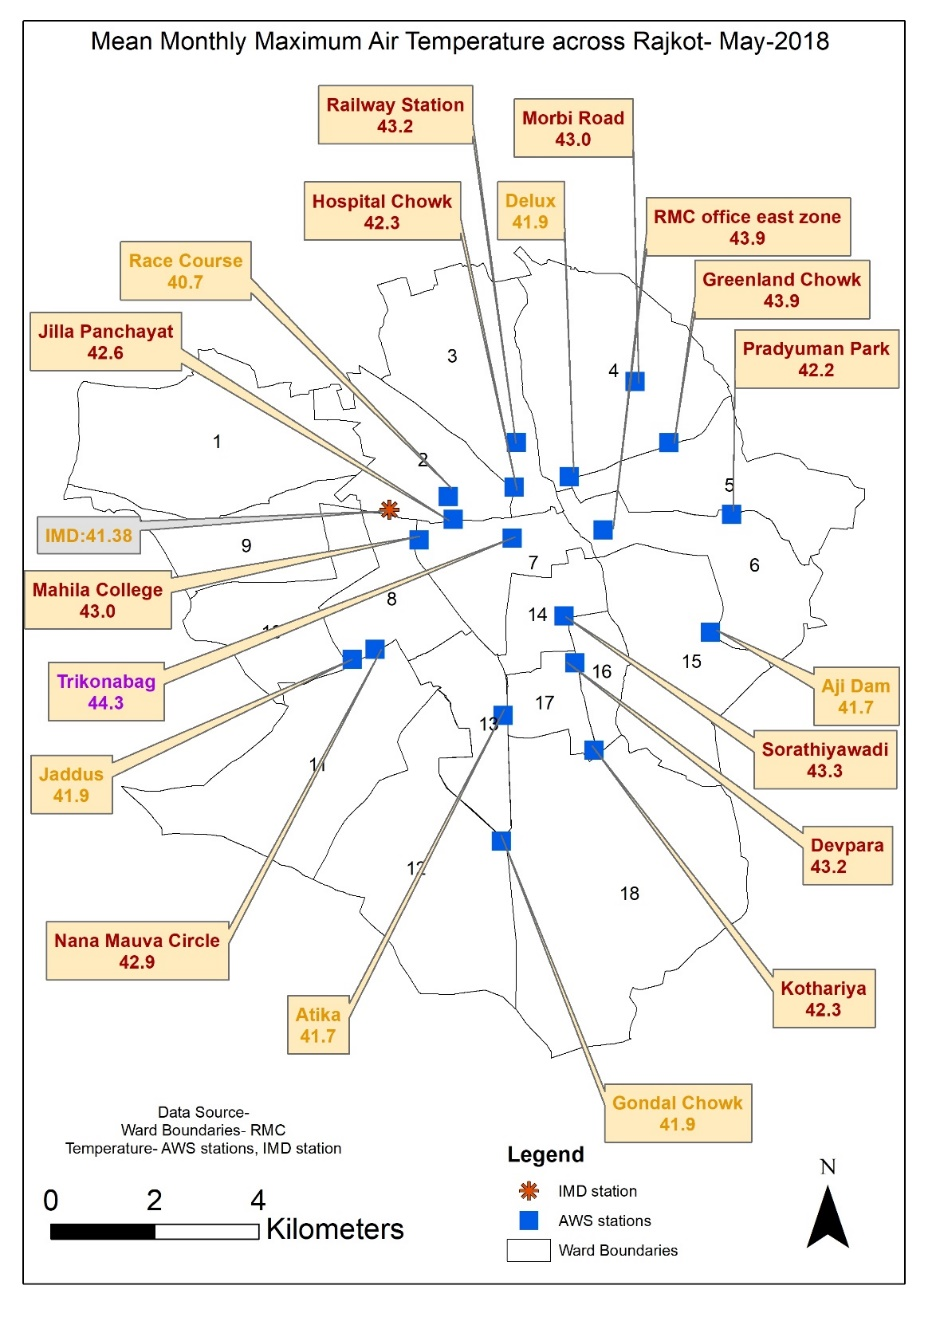 Mean Monthly Maximum Air Temperature across Rajkot- May-2018
Railway Station
43.2
Morbi Road
43.0
Hospital Chowk
42.3
Delux
41.9
RMC office east zone
43.9
Race Course
40.7
Greenland Chowk
43.9
Jilla Panchayat
42.6
Pradyuman Park
42.2
3
4
1
2
5
IMD:41.38
9
7
6
Mahila College
43.0
8
14
10
15
16
Trikonabag
44.3
Aji Dam
41.7
17
13
Sorathiyawadi
43.3
Jaddus
41.9
11
Devpara
43.2
12
18
Nana Mauva Circle
42.9
Kothariya
42.3
Atika
41.7
Gondal Chowk
41.9
Data Source-
Ward Boundaries- RMC
Temperature- AWS stations, IMD station
Legend
IMD station
AWS stations
Ward Boundaries
0 2 4
Kilometers
N